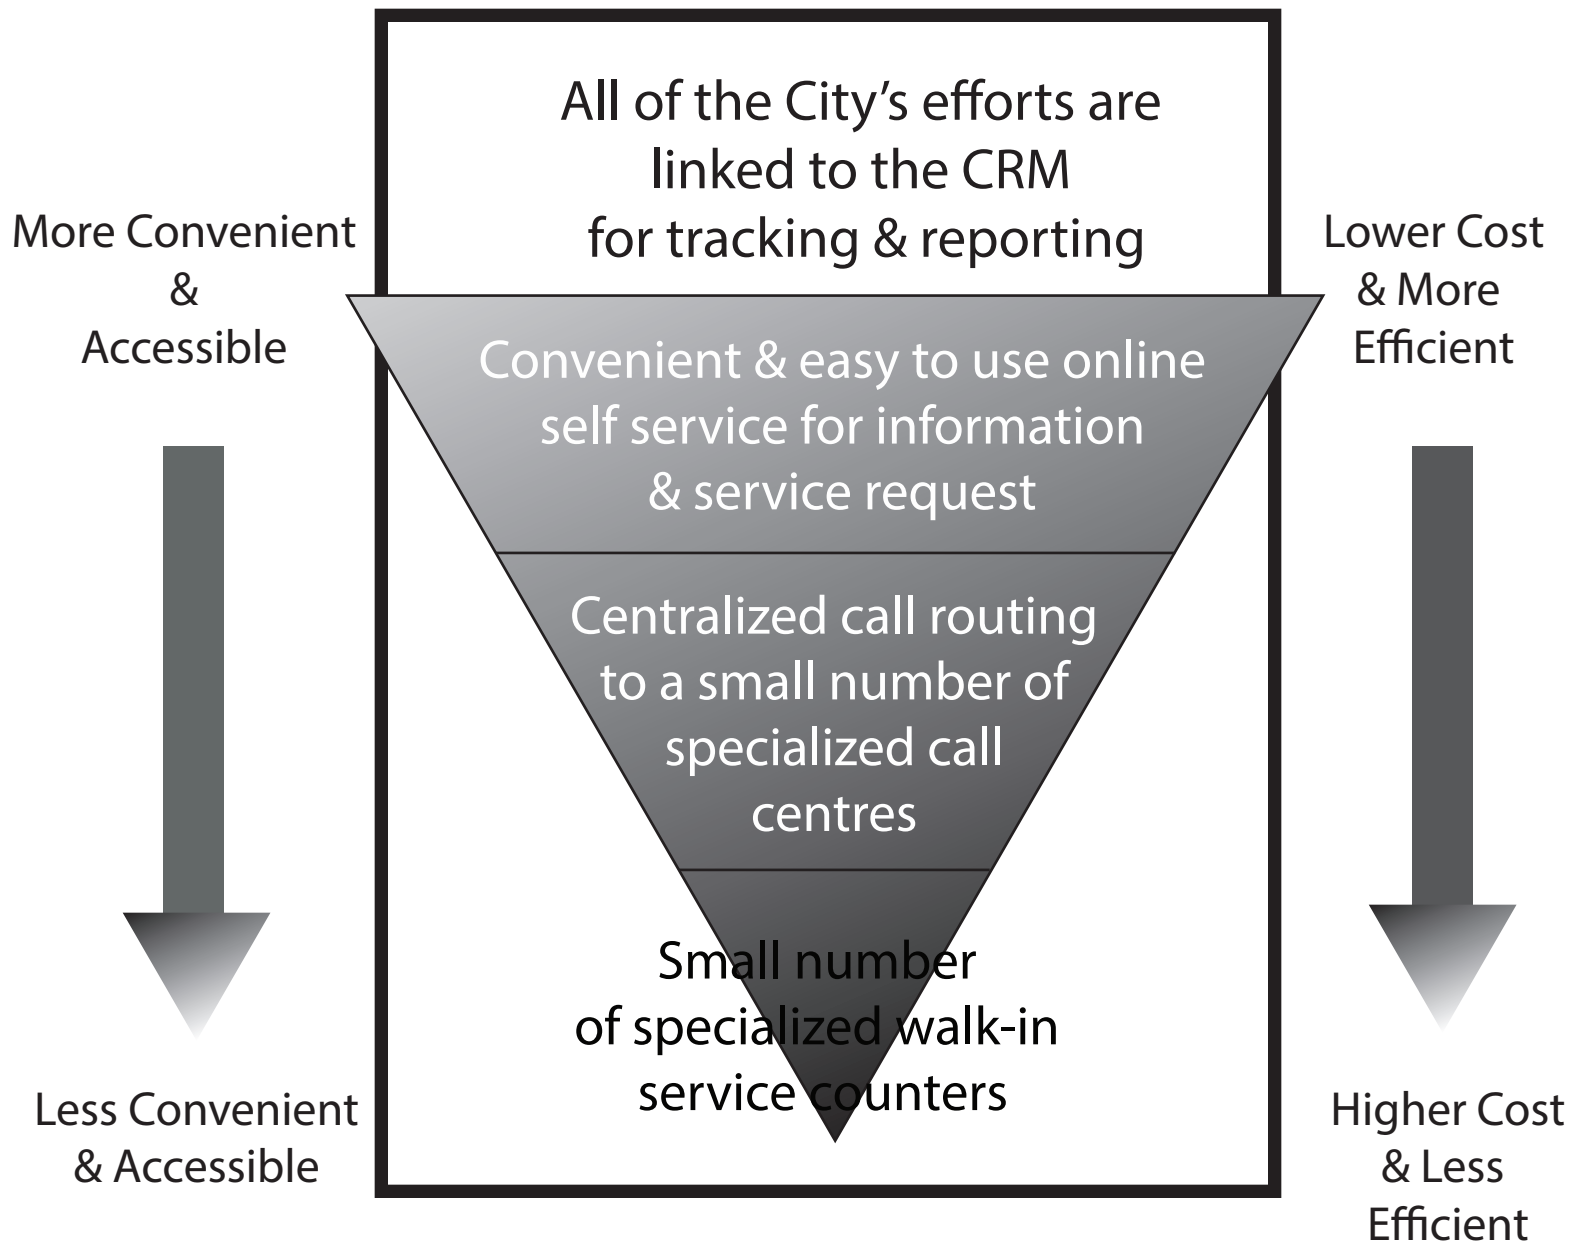 All of the City’s efforts are
linked to the CRM
for tracking & reporting
More Convenient
&
Accessible
Lower Cost
& More
Efficient
Convenient & easy to use online
self service for information
& service request
Centralized call routing
to a small number of
specialized call
centres
Small number
of specialized walk-in
service counters
Less Convenient
& Accessible
Higher Cost
& Less
Efficient